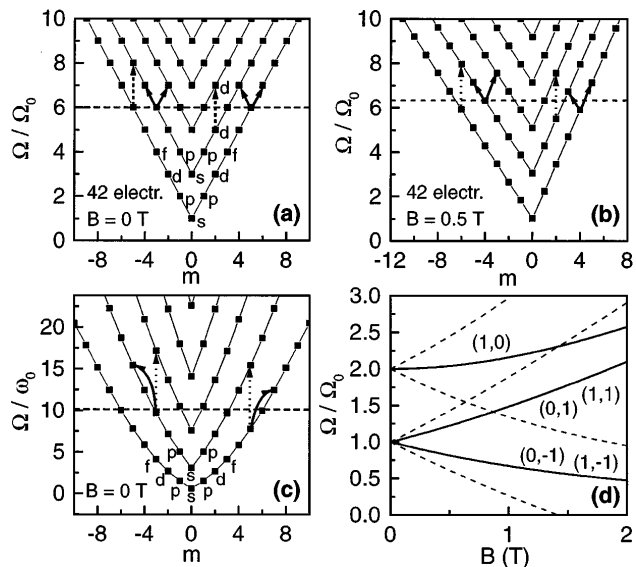 Ω / Ω0
10
8
6
4
2
0
-8 -4 0 4 8
m
d
d
f p p f
d d
p p
s
s
42 electr.
B = 0 T
(a)
Ω / Ω0
10
8
6
4
2
0
-12 -8 -4 0 4 8
m
42 electr.
B = 0.5 T
(b)
Ω / ω0
20
15
10
5
0
-8 -4 0 4 8
m
p p
f s f
d d
p p
s
B = 0 T
(c)
Ω / Ω0
3.0
2.5
2.0
1.5
1.0
0.5
0.0
0 1 2
B (T)
(1,0)
(0,1) (1,1)
(0,-1) (1,-1)
(d)